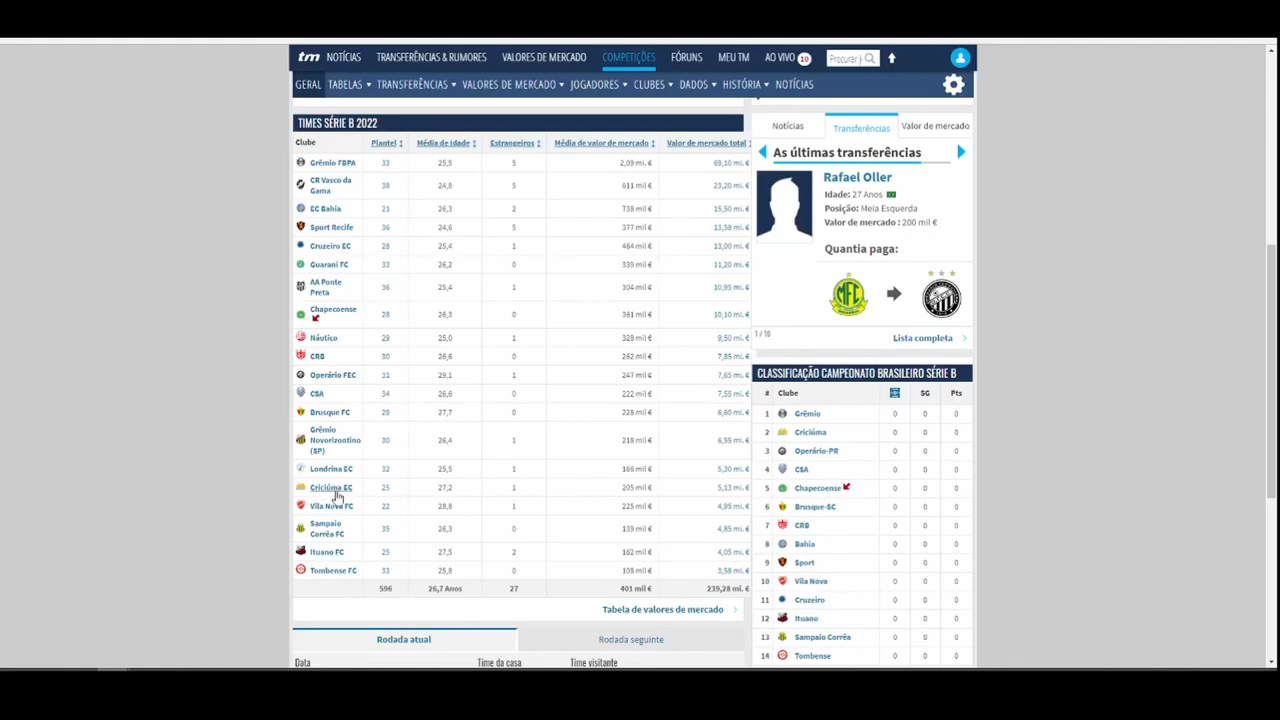 tm NOTÍCIAS TRANSFERÊNCIAS & RUMORES VALORES DE MERCADO COMPETIÇÕES FÓRUNS MEU TM AO VIVO 10 Procurar j
GERAL TABELAS TRANSFERÊNCIAS VALORES DE MERCADO JOGADORES CLUBES DADOS HISTÓRIA NOTÍCIAS
TIMES SÉRIE B 2022
Clube Plantel Média de Idade Estrangeiros Média de valor de mercado Valor de mercado total
Grêmio FBPA 33 25,5 5 2,09 mi. € 69,10 mi. €
CR Vasco da
Gama 38 24,8 5 611 mil € 23,20 mi. €
EC Bahia 21 26,3 2 738 mil € 15,50 mi. €
Sport Recife 36 24,6 5 377 mil € 13,58 mi. €
Cruzeiro EC 28 25,4 1 464 mil € 13,00 mi. €
Guarani FC 33 26,2 0 339 mil € 11,20 mi. €
AA Ponte
Preta 36 25,4 1 304 mil € 10,95 mi. €
Chapecoense 28 26,3 0 361 mil € 10,10 mi. €
Náutico 29 25,0 1 328 mil € 9,50 mi. €
CRB 30 26,6 0 262 mil € 7,85 mi. €
Operário FEC 31 29,1 1 247 mil € 7,65 mi. €
CSA 34 26,6 0 222 mil € 7,55 mi. €
Brusque FC 29 27,7 0 228 mil € 6,60 mi. €
Grêmio
Novorizontino
(SP) 30 26,4 1 218 mil € 6,55 mi. €
Londrina EC 32 25,5 1 166 mil € 5,30 mi. €
Criciúma EC 25 27,2 1 205 mil € 5,13 mi. €
Vila Nova FC 22 28,8 1 225 mil € 4,95 mi. €
Sampaio
Corrêa FC 35 26,3 0 139 mil € 4,85 mi. €
Ituano FC 25 27,5 2 162 mil € 4,05 mi. €
Tombense FC 33 25,8 0 108 mil € 3,58 mi. €
596 26,7 Anos 27 401 mil € 239,28 mi. €
Tabela de valores de mercado
Rodada atual Rodada seguinte
Data Time da casa Time visitante
Notícias Transferências Valor de mercado
As últimas transferências
Rafael Oller
Idade: 27 Anos
Posição: Meia Esquerda
Valor de mercado : 200 mil €
Quantia paga:
MFC
1 / 10
Lista completa
CLASSIFICAÇÃO CAMPEONATO BRASILEIRO SÉRIE B
# Clube SG Pts
1 Grêmio 0 0 0
2 Criciúma 0 0 0
3 Operário-PR 0 0 0
4 CSA 0 0 0
5 Chapecoense 0 0 0
6 Brusque-SC 0 0 0
7 CRB 0 0 0
8 Bahia 0 0 0
9 Sport 0 0 0
10 Vila Nova 0 0 0
11 Cruzeiro 0 0 0
12 Ituano 0 0 0
13 Sampaio Corrêa 0 0 0
14 Tombense 0 0 0